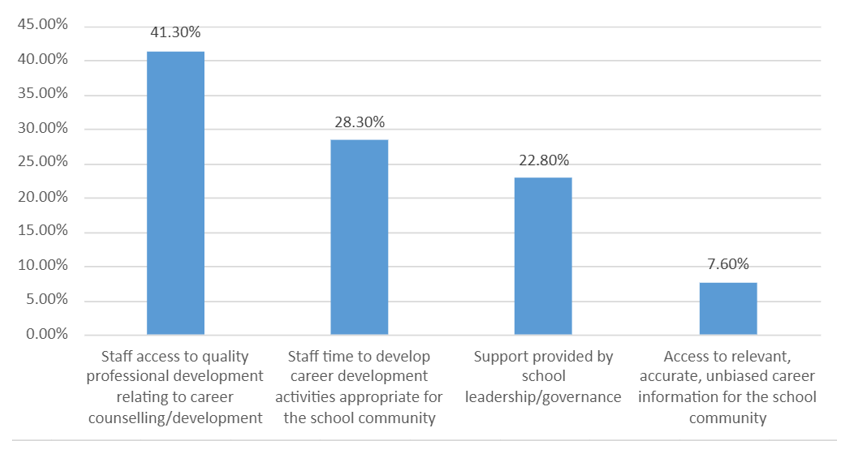 45.00%
40.00%
35.00%
30.00%
25.00%
20.00%
15.00%
10.00%
5.00%
0.00%
41.30%
28.30%
22.80%
7.60%
Staff access to quality
professional development
relating to career
counselling/development
Staff time to develop
career development
activities appropriate for
the school community
Support provided by
school
leadership/governance
Access to relevant,
accurate, unbiased career
information for the school
community